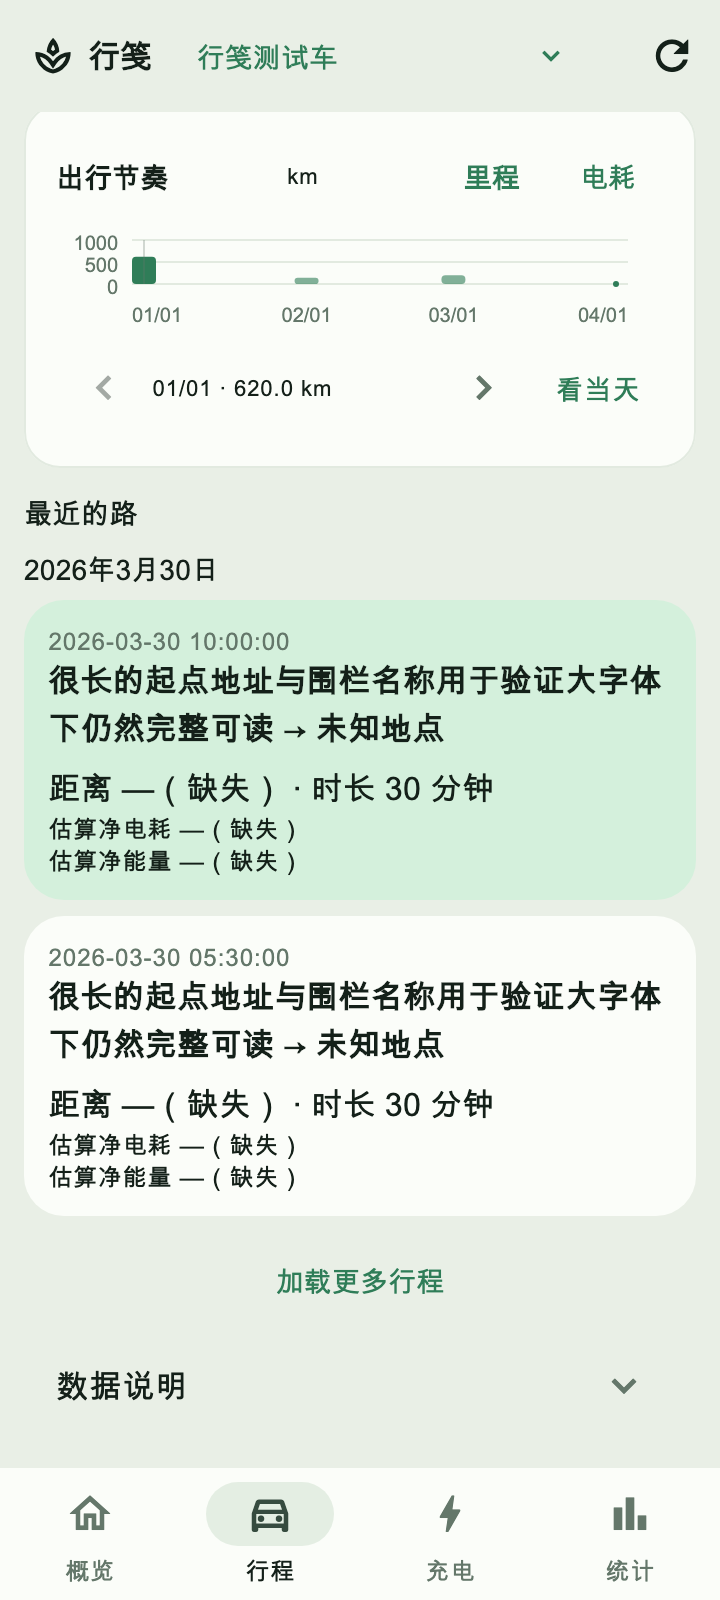 行笺 行笺测试车
出行节奏 km 里程 电耗
1000
500
0
01/01 02/01 03/01 04/01
01/01 · 620.0 km 看当天
最近的路
2026年3月30日
2026-03-30 10:00:00
很长的起点地址与围栏名称用于验证大字体
下仍然完整可读 → 未知地点
距离 —（缺失） · 时长 30 分钟
估算净电耗 —（缺失）
估算净能量 —（缺失）
2026-03-30 05:30:00
很长的起点地址与围栏名称用于验证大字体
下仍然完整可读 → 未知地点
距离 —（缺失） · 时长 30 分钟
估算净电耗 —（缺失）
估算净能量 —（缺失）
加载更多行程
数据说明
概览 行程 充电 统计